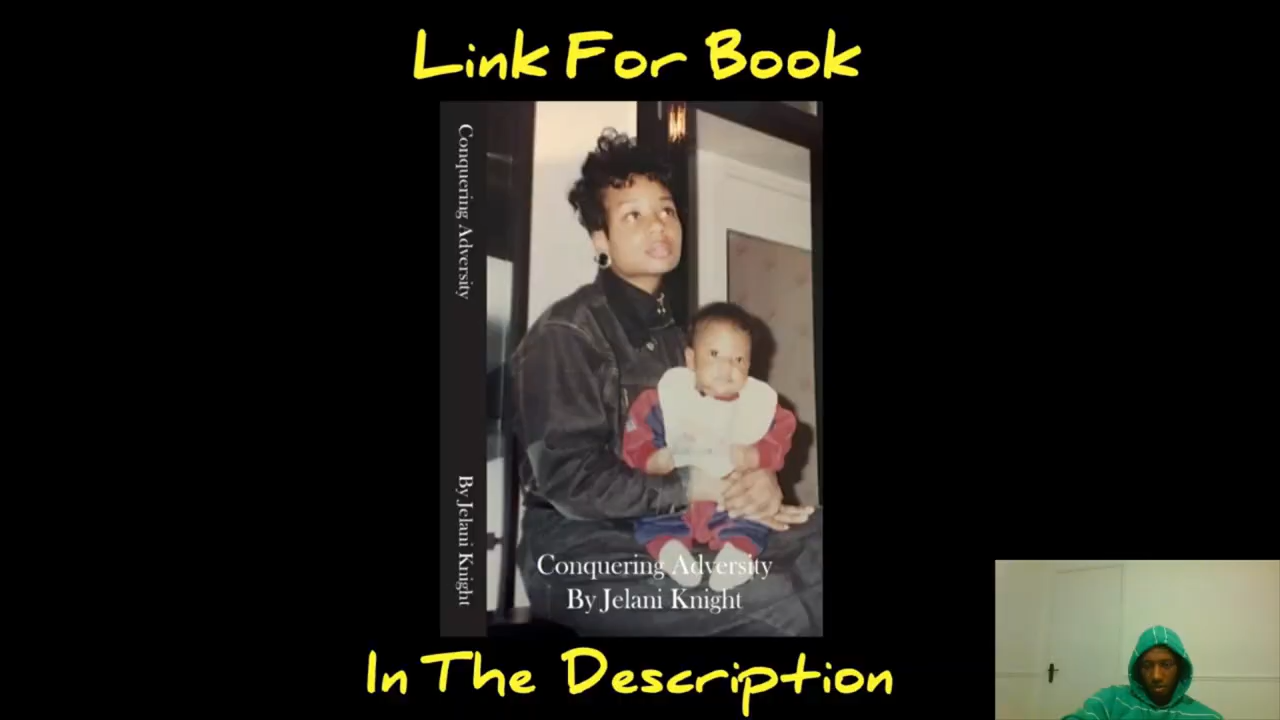 Link For Book
Conquering Adversity
By Jelani Knight
Conquering Adversity
By Jelani Knight
In The Description